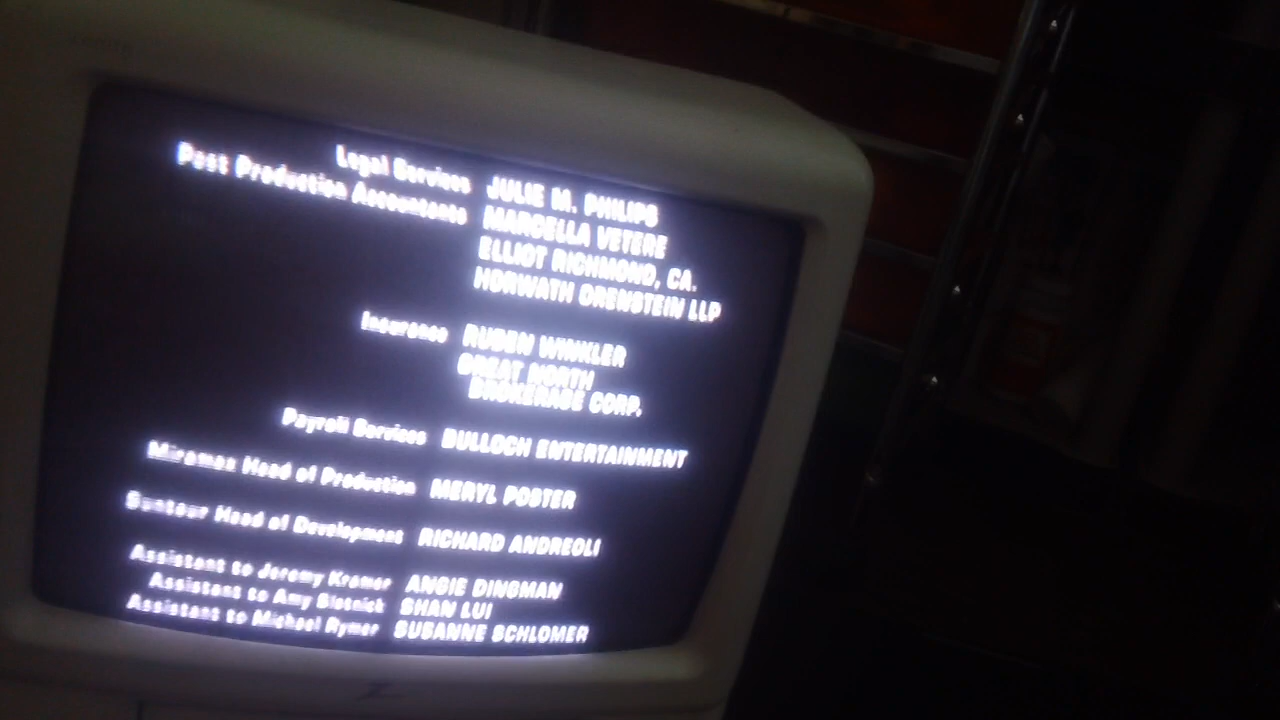 Legal Services JULIE M. PHILIPS
Post Production Accountants MARCELLA VETERE
ELLIOT RICHMOND, CA.
HORWATH ORENSTEIN LLP
Insurance RUBEN WINKLER
GREAT NORTH
BROKERAGE CORP.
Payroll Services BULLOCH ENTERTAINMENT
Miramax Head of Production MERYL POSTER
Suntour Head of Development RICHARD ANDREOLI
Assistant to Jeremy Kramer ANGIE DINGMAN
Assistant to Amy Slotnick SHAN LUI
Assistant to Michael Rymer SUSANNE SCHLOMER